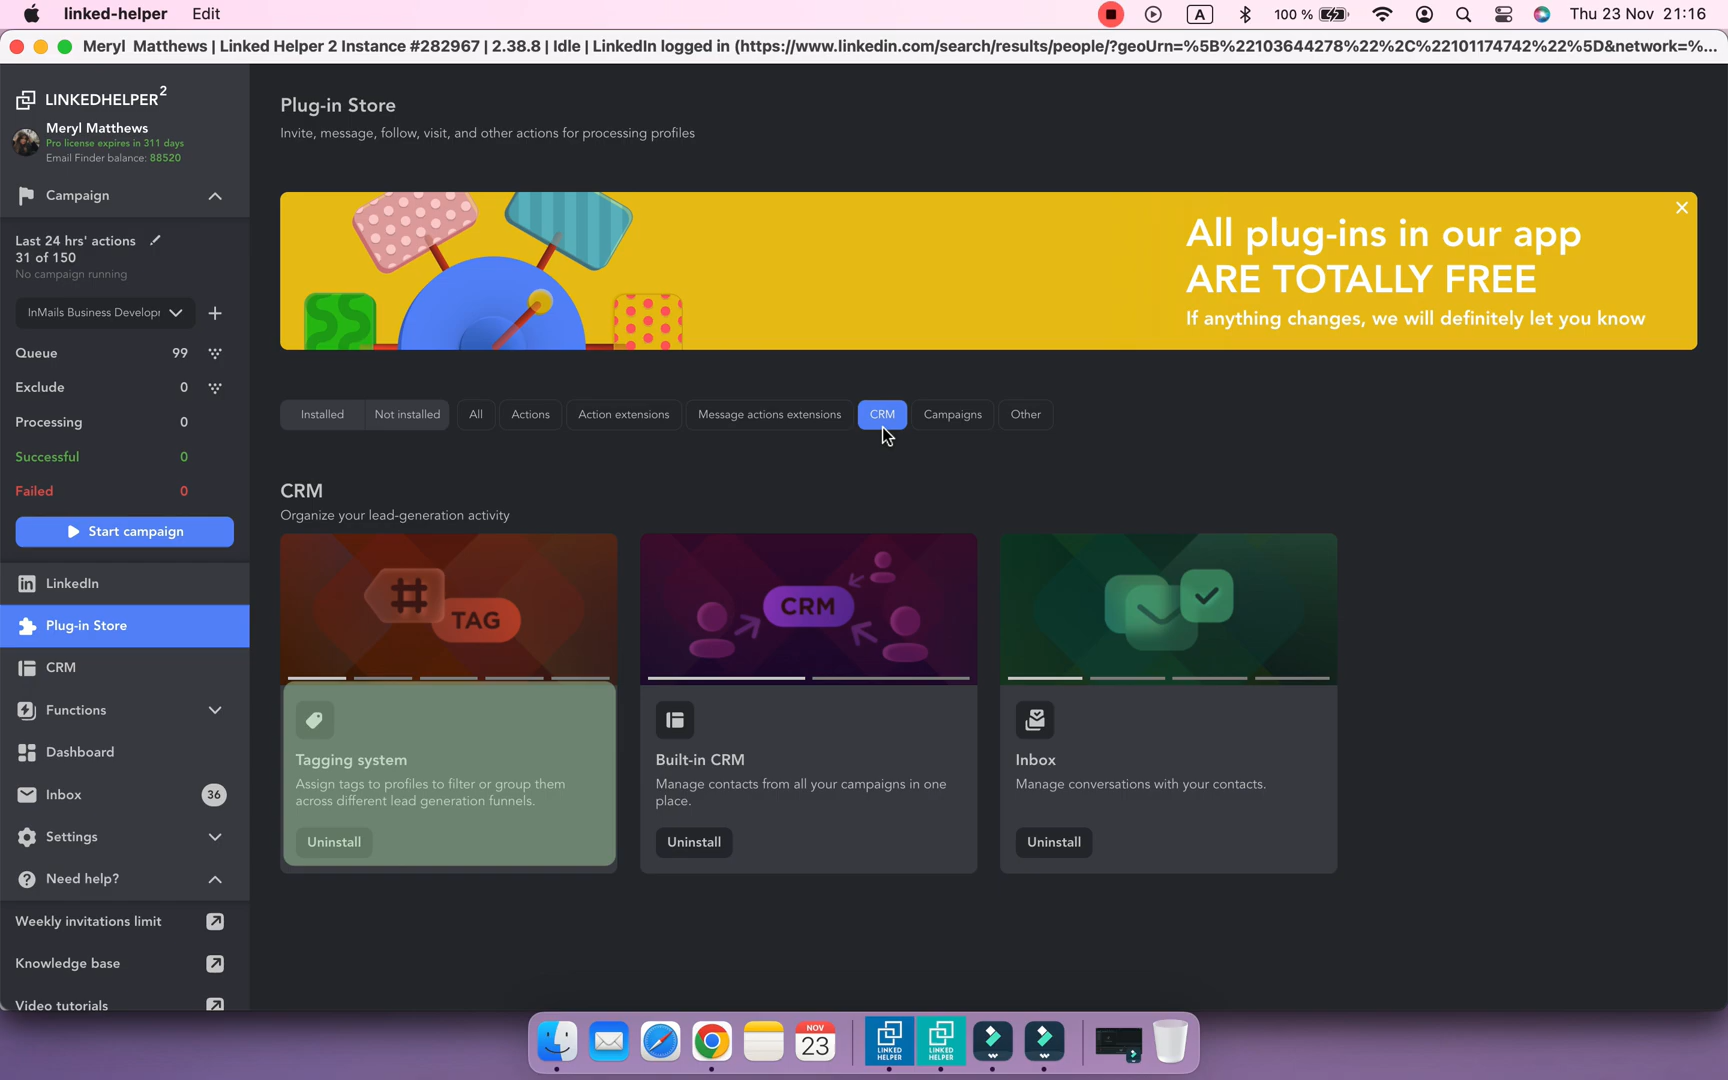 linked-helper Edit A 100 % Thu 23 Nov 21:16
Meryl Matthews | Linked Helper 2 Instance #282967 | 2.38.8 | Idle | LinkedIn logged in (https://www.linkedin.com/search/results/people/?geoUrn=%5B%22103644278%22%2C%22101174742%22%5D&network=%...
LINKEDHELPER2
Meryl Matthews
Pro license expires in 311 days
Email Finder balance: 88520
Campaign
Last 24 hrs' actions
31 of 150
No campaign running
InMails Business Developr
Queue 99
Exclude 0
Processing 0
Successful 0
Failed 0
Start campaign
LinkedIn
Plug-in Store
CRM
Functions
Dashboard
Inbox 36
Settings
Need help?
Weekly invitations limit
Knowledge base
Video tutorials
Plug-in Store
Invite, message, follow, visit, and other actions for processing profiles
All plug-ins in our app
ARE TOTALLY FREE
If anything changes, we will definitely let you know
Installed Not installed All Actions Action extensions Message actions extensions CRM Campaigns Other
CRM
Organize your lead-generation activity
# TAG
Tagging system
Assign tags to profiles to filter or group them
across different lead generation funnels.
Uninstall
CRM
Built-in CRM
Manage contacts from all your campaigns in one
place.
Uninstall
Inbox
Manage conversations with your contacts.
Uninstall
NOV
23
LINKED
HELPER
LINKED
HELPER